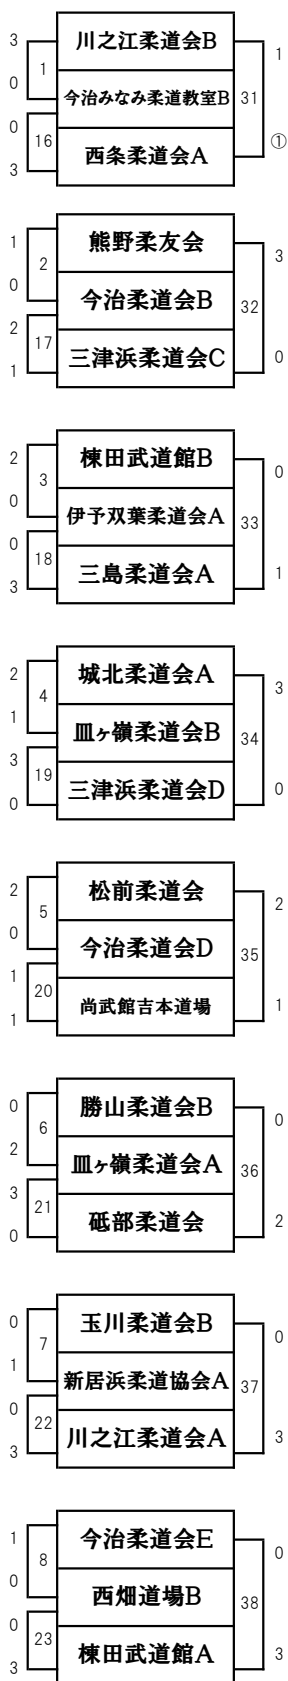 3 川之江柔道会B 1
1
0 今治みなみ柔道教室B 31
0
16 西条柔道会A ①
3
1 熊野柔友会 3
2
0 今治柔道会B 32
2
17 三津浜柔道会C 0
1
2 棟田武道館B 0
3
0 伊予双葉柔道会A 33
0
18 三島柔道会A 1
3
2 城北柔道会A 3
4
1 皿ヶ嶺柔道会B 34
3
19 三津浜柔道会D 0
0
2 松前柔道会 2
5
0 今治柔道会D 35
1
20 尚武館吉本道場 1
1
0 勝山柔道会B 0
6
2 皿ヶ嶺柔道会A 36
3
21 砥部柔道会 2
0
0 玉川柔道会B 0
7
1 新居浜柔道協会A 37
0
22 川之江柔道会A 3
3
1 今治柔道会E 0
8
0 西畑道場B 38
0
23 棟田武道館A 3
3